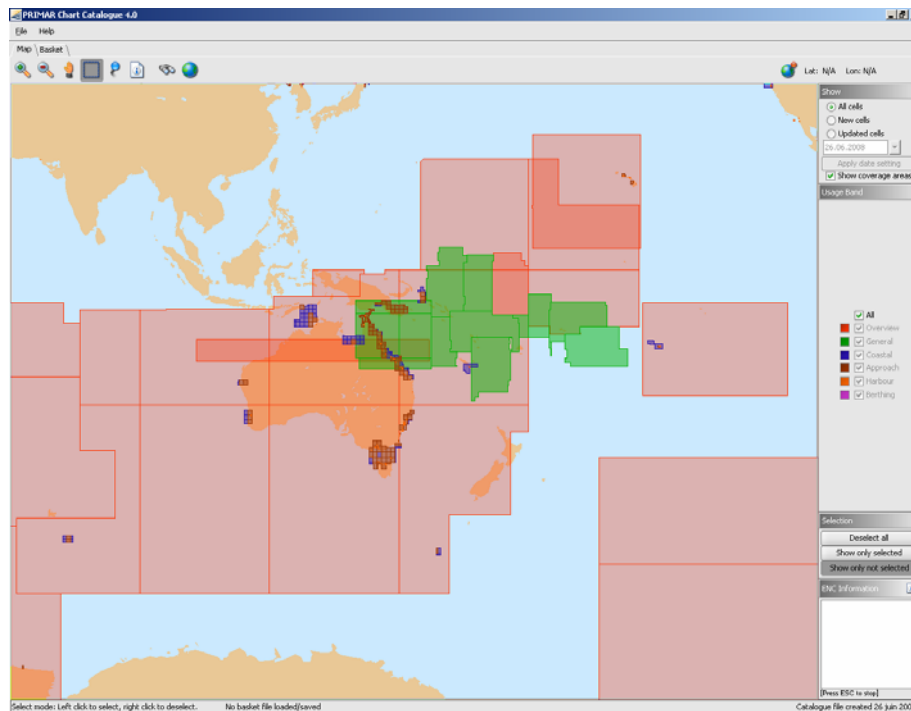 PRIMAR Chart Catalogue 4.0
File Help
Map Basket
Lat: N/A Lon: N/A
Show
All cells
New cells
Updated cells
26.06.2008
Apply date setting
Show coverage areas
Usage Band
All
Overview
General
Coastal
Approach
Harbour
Berthing
Selection
Deselect all
Show only selected
Show only not selected
ENC Information
[Press ESC to stop]
Select mode: Left click to select, right click to deselect. No basket file loaded/saved Catalogue file created 26 juin 200